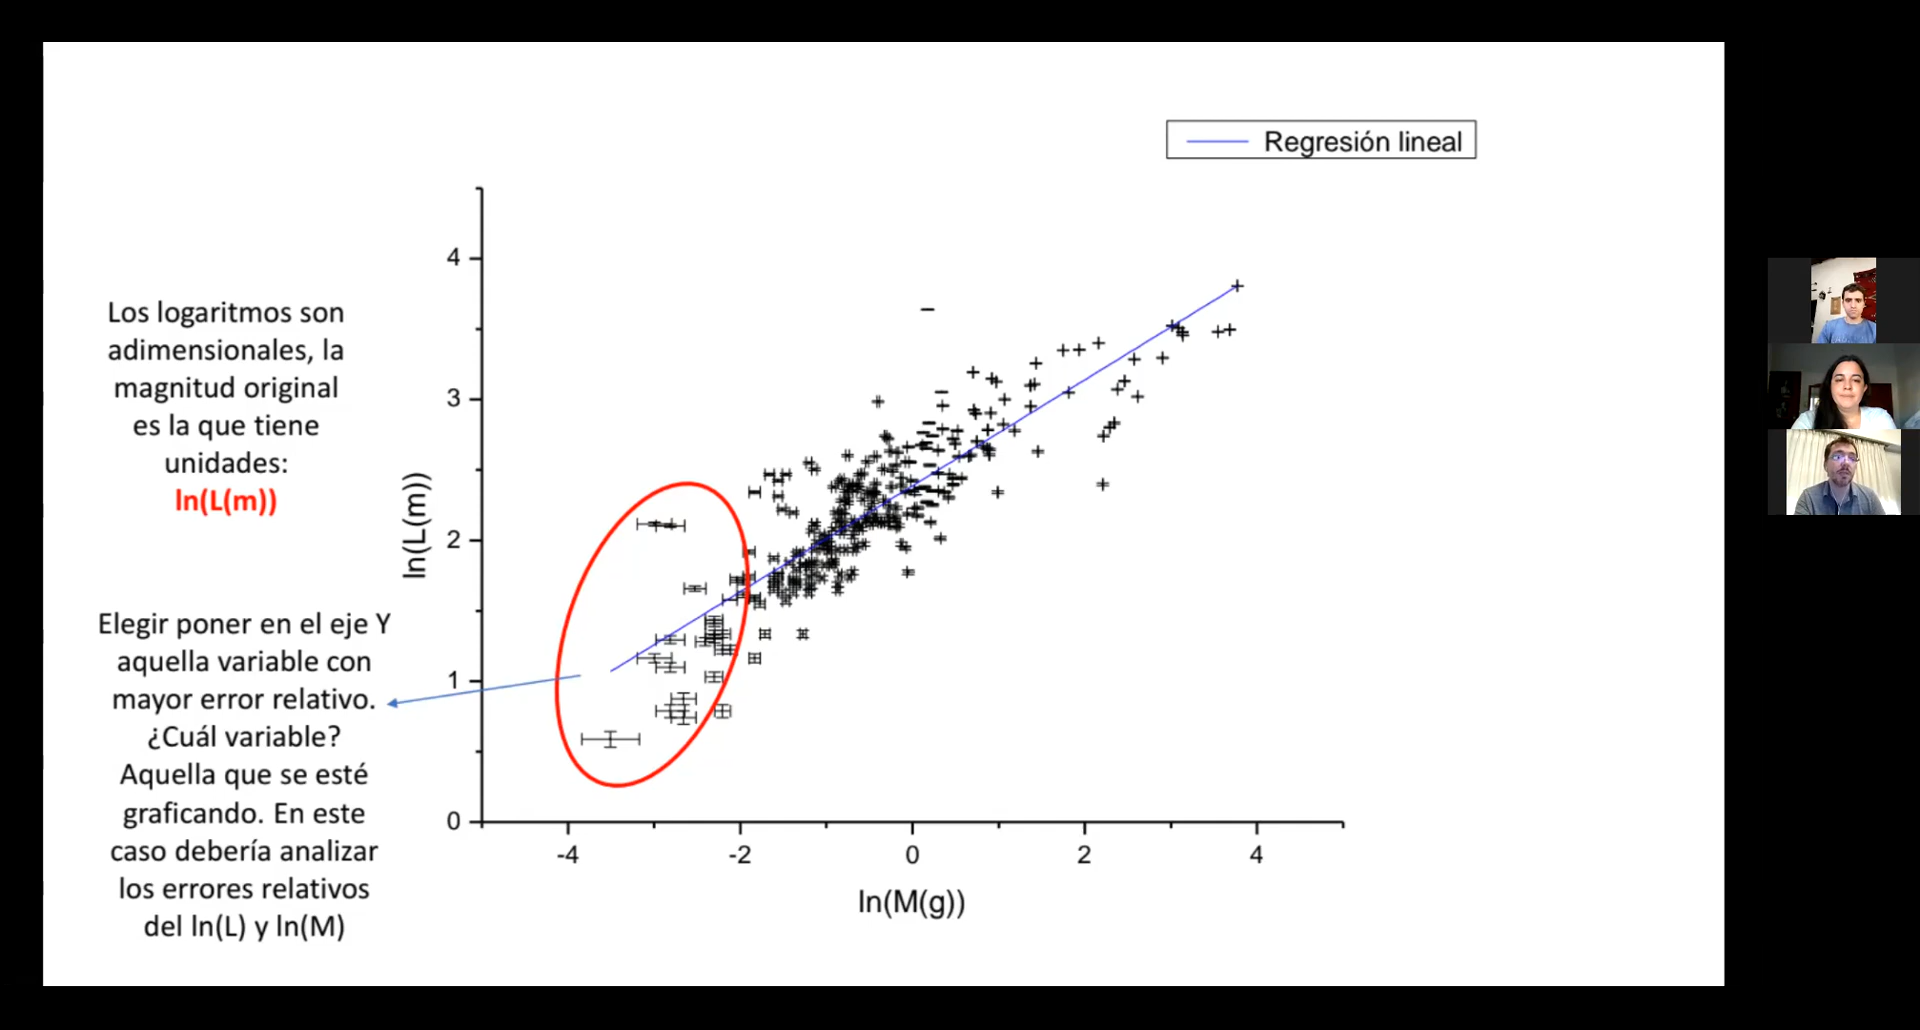 Regresión lineal
Los logaritmos son
adimensionales, la
magnitud original
es la que tiene
unidades:
ln(L(m))
Elegir poner en el eje Y
aquella variable con
mayor error relativo.
¿Cuál variable?
Aquella que se esté
graficando. En este
caso debería analizar
los errores relativos
del ln(L) y ln(M)
ln(L(m))
4
3
2
1
0
-4 -2 0 2 4
ln(M(g))